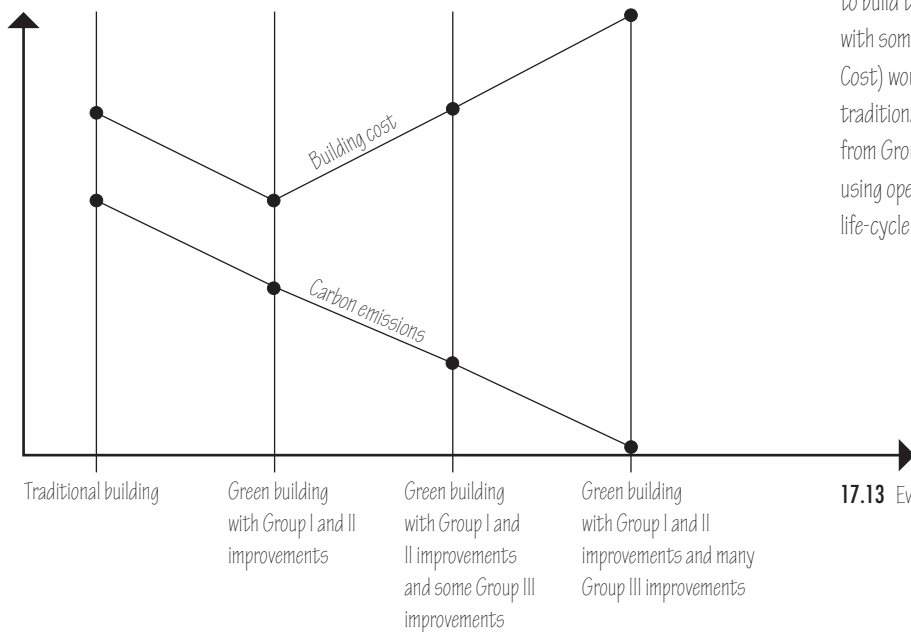 Building cost
Carbon emissions
Traditional building
Green building
with Group I and II
improvements
Green building
with Group I and
II improvements
and some Group III
improvements
Green building
with Group I and II
improvements and many
Group III improvements
with som
Cost) wo
tradition
from Gro
using ope
life-cycle
17.13 Ev